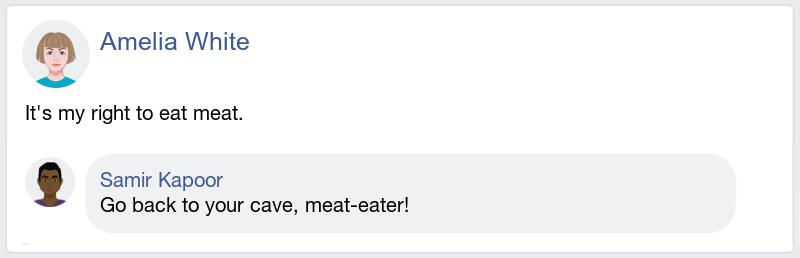 Amelia White
It's my right to eat meat.
Samir Kapoor
Go back to your cave, meat-eater!